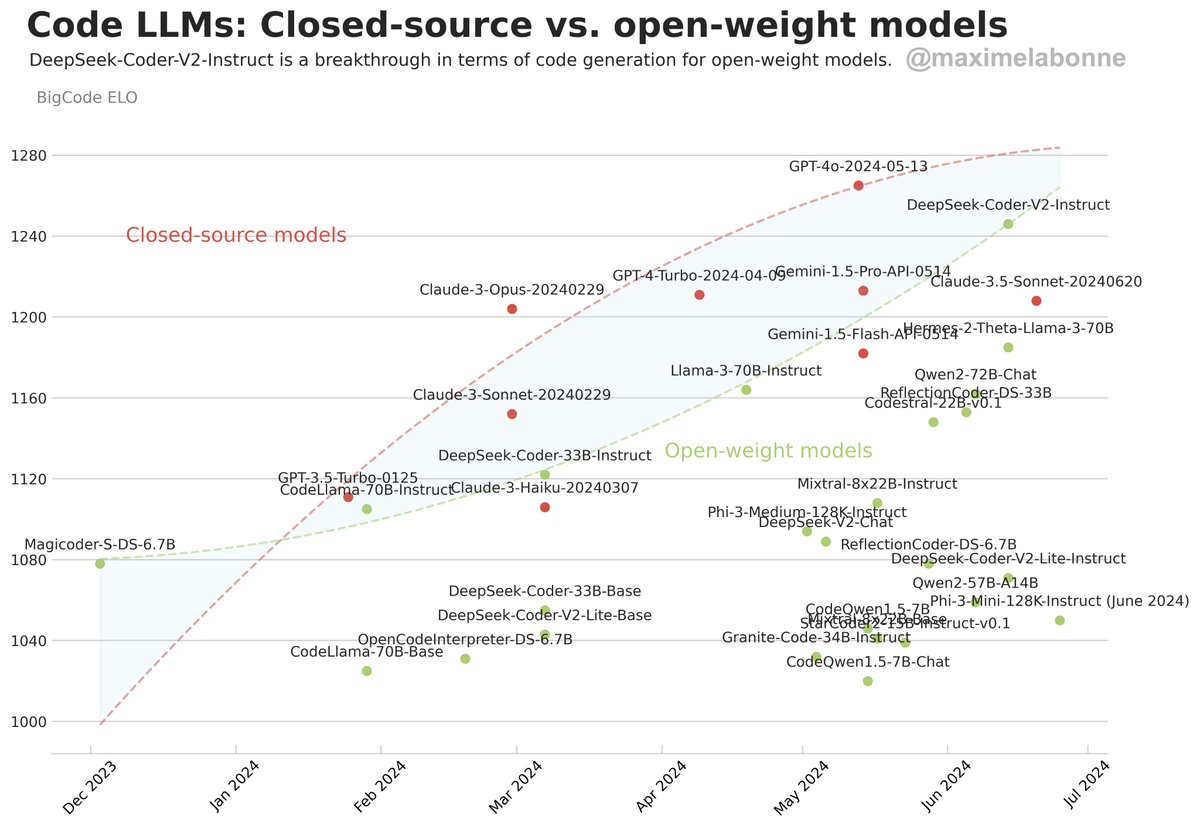 Code LLMs: Closed-source vs. open-weight models
DeepSeek-Coder-V2-Instruct is a breakthrough in terms of code generation for open-weight models.
@maximelabonne
BigCode ELO
1280
GPT-4o-2024-05-13
DeepSeek-Coder-V2-Instruct
1240
Closed-source models
GPT-4-Turbo-2024-04-09
Gemini-1.5-Pro-API-0514
Claude-3-Opus-20240229
Claude-3.5-Sonnet-20240620
1200
Hermes-2-Theta-Llama-3-70B
Gemini-1.5-Flash-API-0514
Llama-3-70B-Instruct
Qwen2-72B-Chat
1160
Claude-3-Sonnet-20240229
ReflectionCoder-DS-33B
Codestral-22B-v0.1
DeepSeek-Coder-33B-Instruct
Open-weight models
1120
GPT-3.5-Turbo-0125
CodeLlama-70B-Instruct
Claude-3-Haiku-20240307
Mixtral-8x22B-Instruct
Phi-3-Medium-128K-Instruct
DeepSeek-V2-Chat
Magicoder-S-DS-6.7B
ReflectionCoder-DS-6.7B
1080
DeepSeek-Coder-V2-Lite-Instruct
Qwen2-57B-A14B
DeepSeek-Coder-33B-Base
Phi-3-Mini-128K-Instruct (June 2024)
CodeQwen1.5-7B
DeepSeek-Coder-V2-Lite-Base
Mixtral-8x22B-Base
StarCoder2-15B-Instruct-v0.1
1040
OpenCodeInterpreter-DS-6.7B
Granite-Code-34B-Instruct
CodeLlama-70B-Base
CodeQwen1.5-7B-Chat
1000
Dec 2023
Jan 2024
Feb 2024
Mar 2024
Apr 2024
May 2024
Jun 2024
Jul 2024